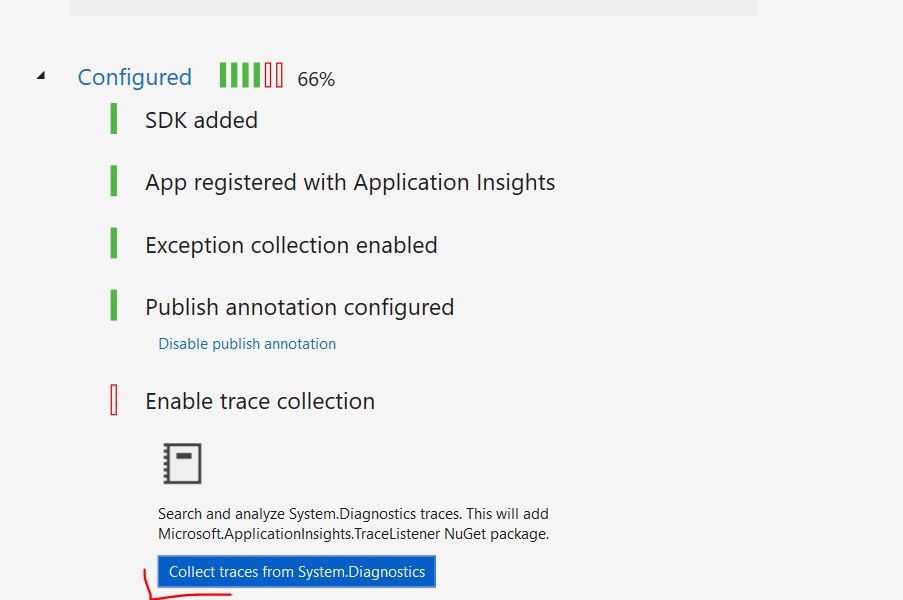 Configured 66%
SDK added
App registered with Application Insights
Exception collection enabled
Publish annotation configured
Disable publish annotation
Enable trace collection
Search and analyze System.Diagnostics traces. This will add
Microsoft.ApplicationInsights.TraceListener NuGet package.
Collect traces from System.Diagnostics